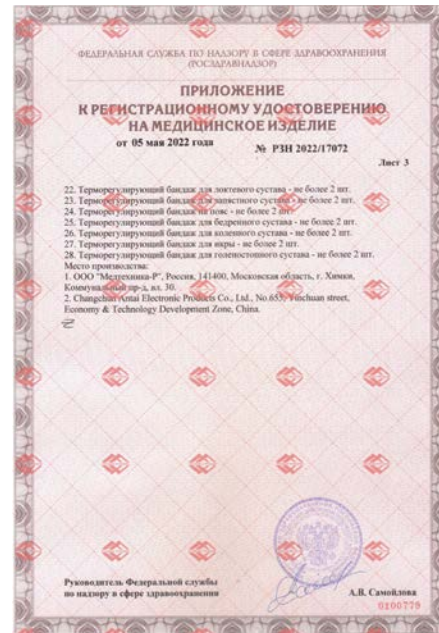 ФЕДЕРАЛЬНАЯ СЛУЖБА ПО НАДЗОРУ В СФЕРЕ ЗДРАВООХРАНЕНИЯ
(РОСЗДРАВНАДЗОР)
ПРИЛОЖЕНИЕ
К РЕГИСТРАЦИОННОМУ УДОСТОВЕРЕНИЮ
НА МЕДИЦИНСКОЕ ИЗДЕЛИЕ
от 05 мая 2022 года № РЗН 2022/17072
Лист 3
22. Терморегулирующий бандаж для локтевого сустава - не более 2 шт.
23. Терморегулирующий бандаж для запястного сустава - не более 2 шт.
24. Терморегулирующий бандаж на пояс - не более 2 шт.
25. Терморегулирующий бандаж для бедренного сустава - не более 2 шт.
26. Терморегулирующий бандаж для коленного сустава - не более 2 шт.
27. Терморегулирующий бандаж для икры - не более 2 шт.
28. Терморегулирующий бандаж для голеностопного сустава - не более 2 шт.
Место производства:
1. ООО "Медтехника-Р", Россия, 141400, Московская область, г. Химки,
Коммунальный пр-д, вл. 30.
2. Changchun Antai Electronic Products Co., Ltd., No.655, Yinchuan street,
Economy & Technology Development Zone, China.
Руководитель Федеральной службы
по надзору в сфере здравоохранения
А.В. Самойлова
0100779